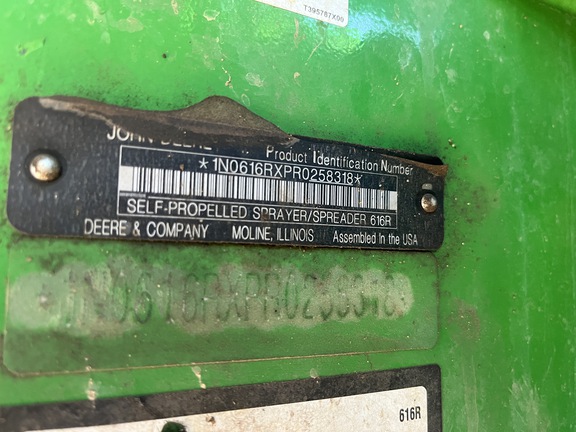 T395787X00
JOHN DEERE
Product Identification Number
*1N0616RXPR0258318*
SELF-PROPELLED SPRAYER/SPREADER 616R
DEERE & COMPANY MOLINE, ILLINOIS Assembled in the USA
1N0616RXPR0258318
616R